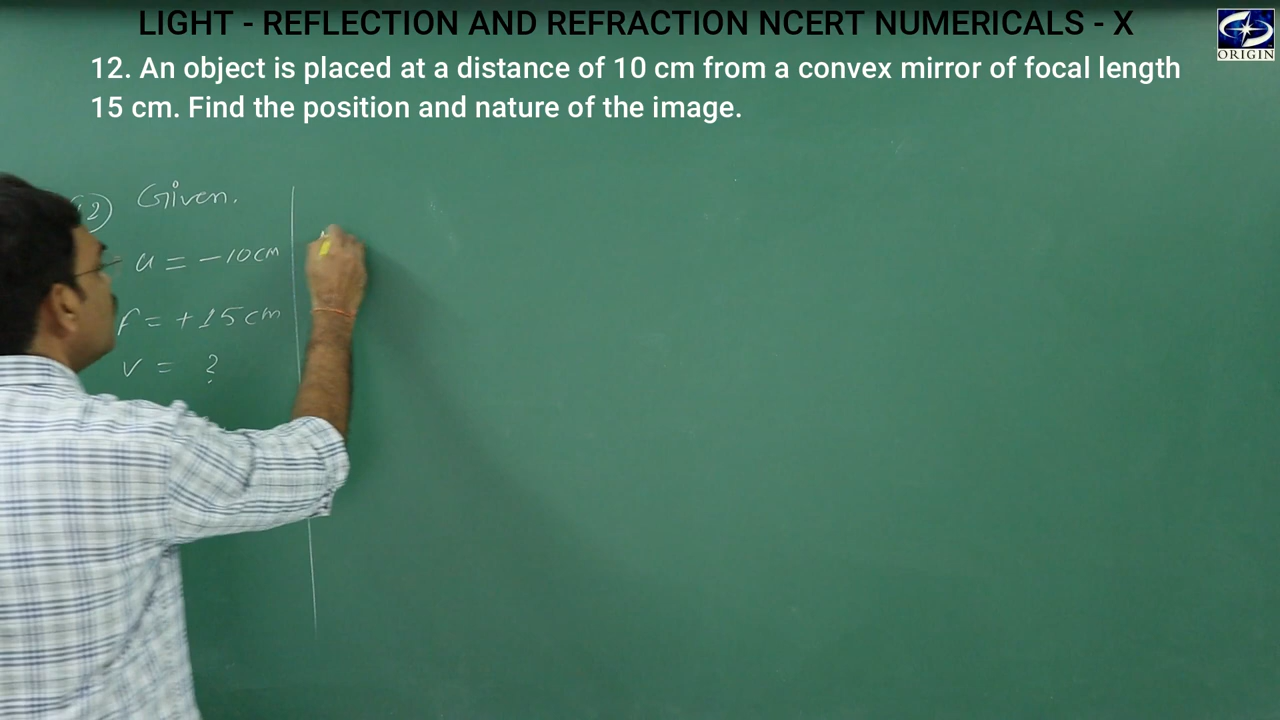 LIGHT - REFLECTION AND REFRACTION NCERT NUMERICALS - X
ORIGIN
12. An object is placed at a distance of 10 cm from a convex mirror of focal length
15 cm. Find the position and nature of the image.
2) Given.
u = -10cm
f = +15cm
v = ?